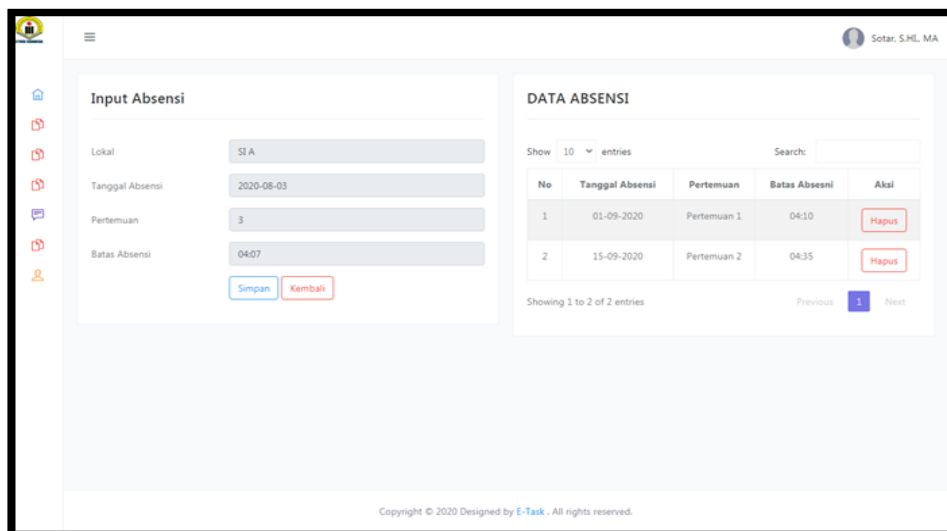 Sotar, S.HI., MA
Input Absensi
Lokal SI A
Tanggal Absensi 2020-08-03
Pertemuan 3
Batas Absensi 04:07
Simpan Kembali
DATA ABSENSI
Show 10 entries Search:
No Tanggal Absensi Pertemuan Batas Absesni Aksi
1 01-09-2020 Pertemuan 1 04:10 Hapus
2 15-09-2020 Pertemuan 2 04:35 Hapus
Showing 1 to 2 of 2 entries Previous 1 Next
Copyright © 2020 Designed by E-Task . All rights reserved.